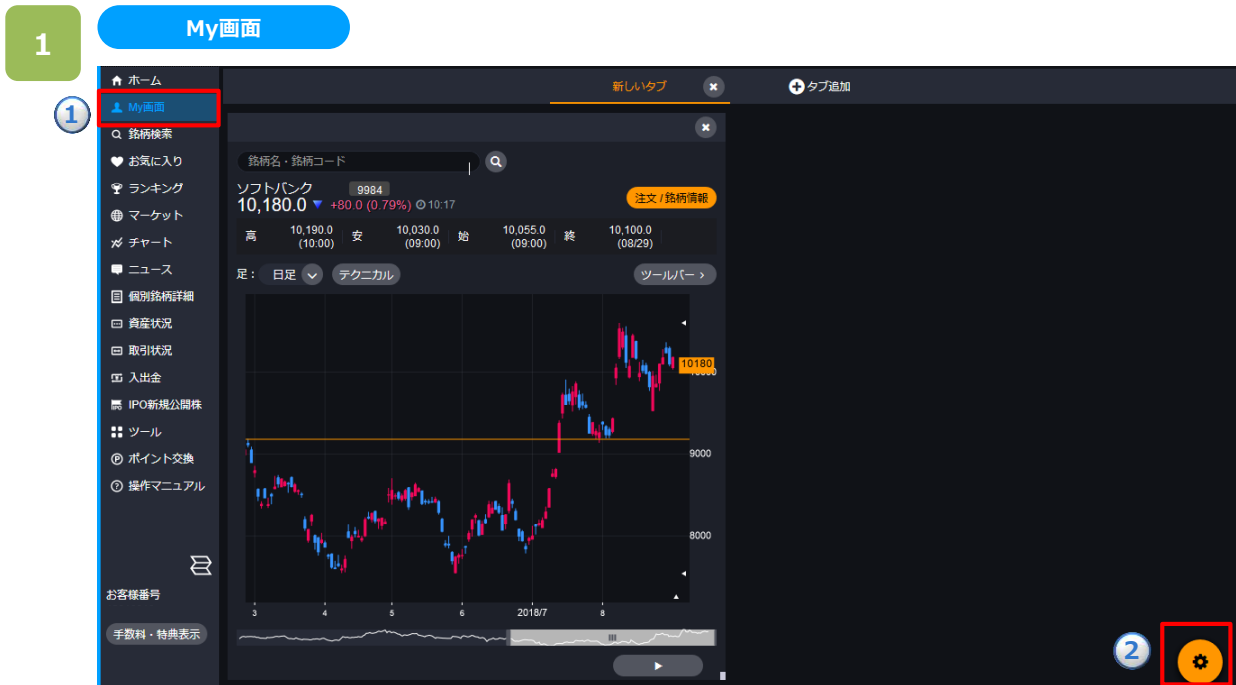 1
My画面
ホーム
新しいタブ
タブ追加
1
My画面
銘柄検索
お気に入り
ランキング
マーケット
チャート
ニュース
個別銘柄詳細
資産状況
取引状況
入出金
IPO新規公開株
ツール
ポイント交換
操作マニュアル
お客様番号
手数料・特典表示
銘柄名・銘柄コード
ソフトバンク 9984
10,180.0 ▼ +80.0 (0.79%) 10:17
注文 / 銘柄情報
高 10,190.0 (10:00) 安 10,030.0 (09:00) 始 10,055.0 (09:00) 終 10,100.0 (08/29)
足： 日足 テクニカル ツールバー ›
10180
9000
8000
3 4 5 6 2018/7 8
2